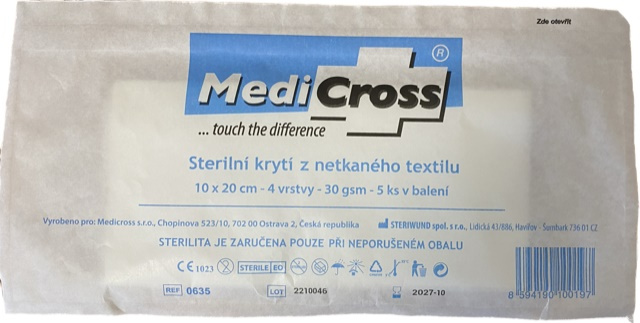 Zde otevřít
MediCross ®
... touch the difference
Sterilní krytí z netkaného textilu
10 x 20 cm - 4 vrstvy - 30 gsm - 5 ks v balení
Vyrobeno pro: Medicross s.r.o., Chopinova 523/10, 702 00 Ostrava 2, Česká republika STERIWUND spol. s r.o., Lidická 43/886, Havířov - Šumbark 736 01 CZ
STERILITA JE ZARUČENA POUZE PŘI NEPORUŠENÉM OBALU
CE 1023 STERILE EO
REF 0635 LOT 2210046 2027-10
8 594190 100197